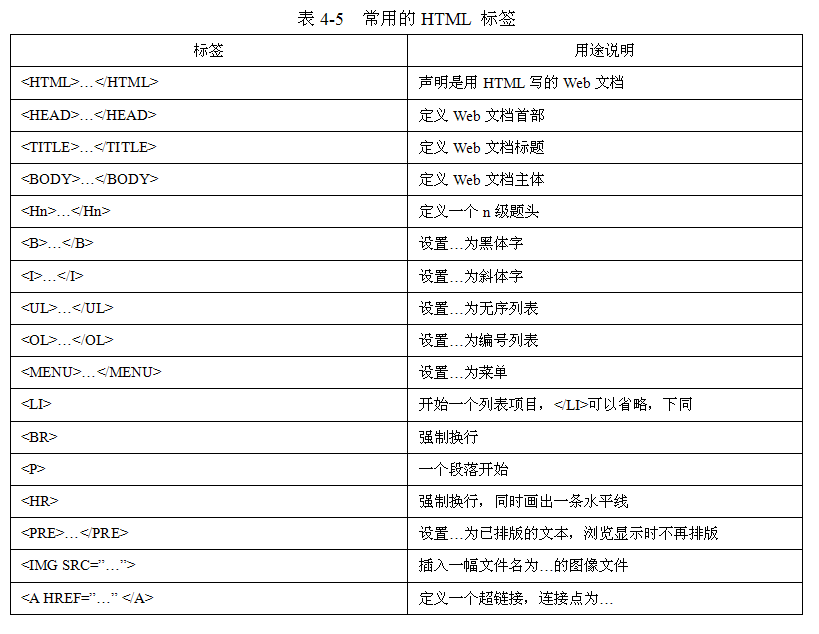 表 4-5 常用的 HTML 标签
标签 用途说明
<HTML>…</HTML> 声明是用 HTML 写的 Web 文档
<HEAD>…</HEAD> 定义 Web 文档首部
<TITLE>…</TITLE> 定义 Web 文档标题
<BODY>…</BODY> 定义 Web 文档主体
<Hn>…</Hn> 定义一个 n 级题头
<B>…</B> 设置…为黑体字
<I>…</I> 设置…为斜体字
<UL>…</UL> 设置…为无序列表
<OL>…</OL> 设置…为编号列表
<MENU>…</MENU> 设置…为菜单
<LI> 开始一个列表项目，</LI>可以省略，下同
<BR> 强制换行
<P> 一个段落开始
<HR> 强制换行，同时画出一条水平线
<PRE>…</PRE> 设置…为已排版的文本，浏览显示时不再排版
<IMG SRC=”…”> 插入一幅文件名为…的图像文件
<A HREF=”…” </A> 定义一个超链接，连接点为…